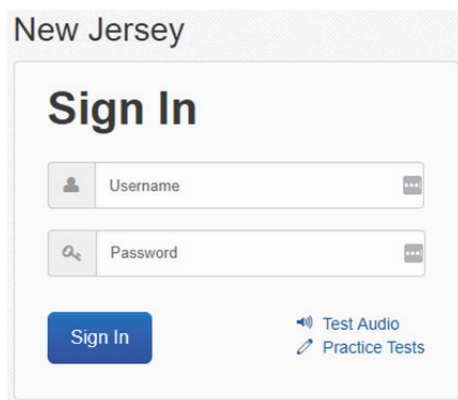 New Jersey
Sign In
Username
Password
Sign In
Test Audio
Practice Tests